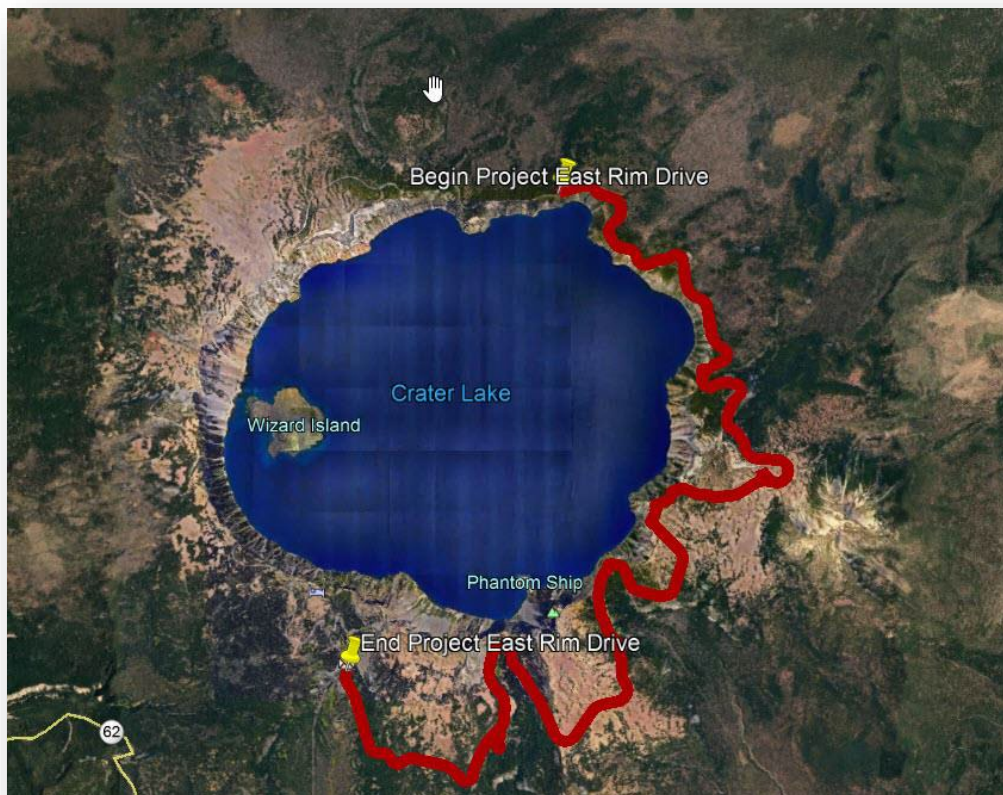 Begin Project East Rim Drive
Crater Lake
Wizard Island
Phantom Ship
End Project East Rim Drive
62